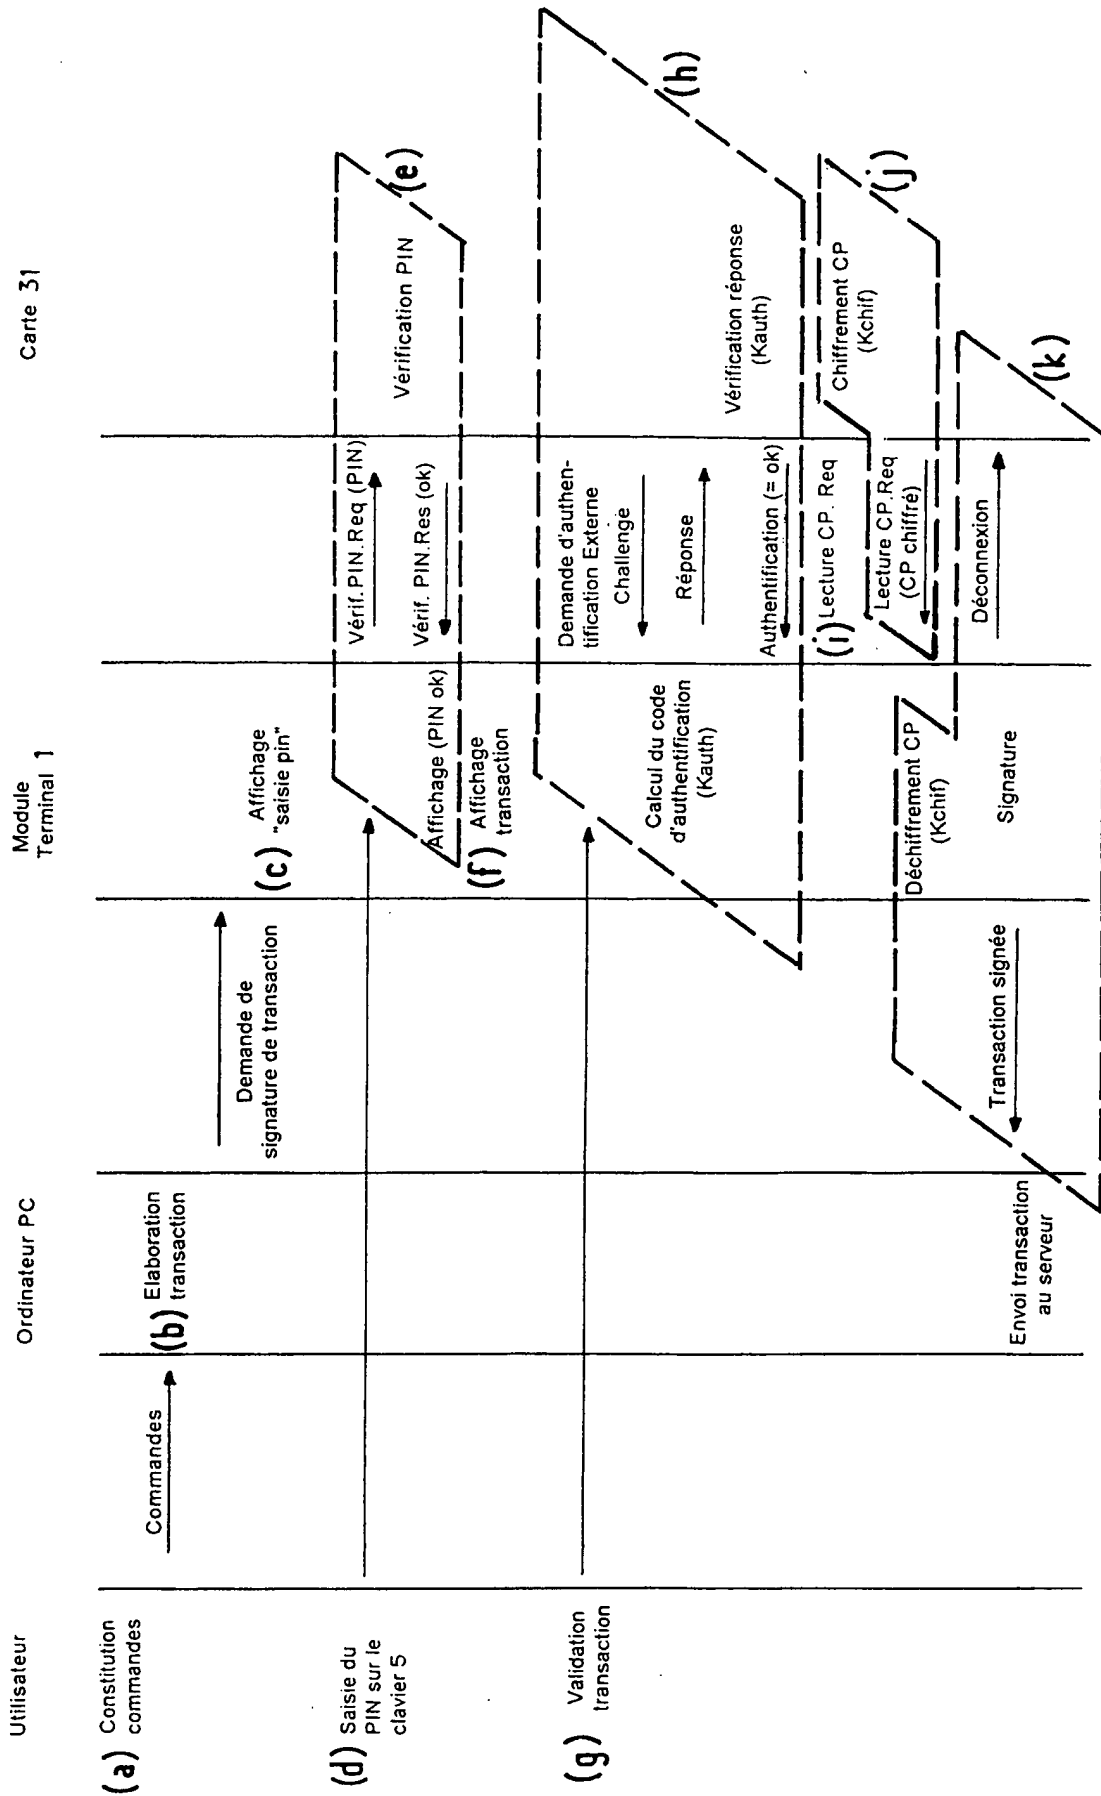 Utilisateur
Ordinateur PC
Module
Terminal 1
Carte 31
(a) Constitution
commandes
Commandes
(b) Elaboration
transaction
Demande de
signature de transaction
(c) Affichage
"saisie pin"
(d) Saisie du
PIN sur le
clavier 5
Vérif. PIN.Req (PIN)
Vérification PIN
(e)
Vérif. PIN.Res (ok)
Affichage (PIN ok)
(f) Affichage
transaction
(g) Validation
transaction
Demande d'authen-
tification Externe
Challenge
Calcul du code
d'authentification
(Kauth)
Réponse
(h)
Vérification réponse
(Kauth)
Authentification (= ok)
(i) Lecture CP. Req
Chiffrement CP
(Kchif)
(j)
Lecture CP.Req
(CP chiffré)
Déchiffrement CP
(Kchif)
Déconnexion
(k)
Signature
Transaction signée
Envoi transaction
au serveur